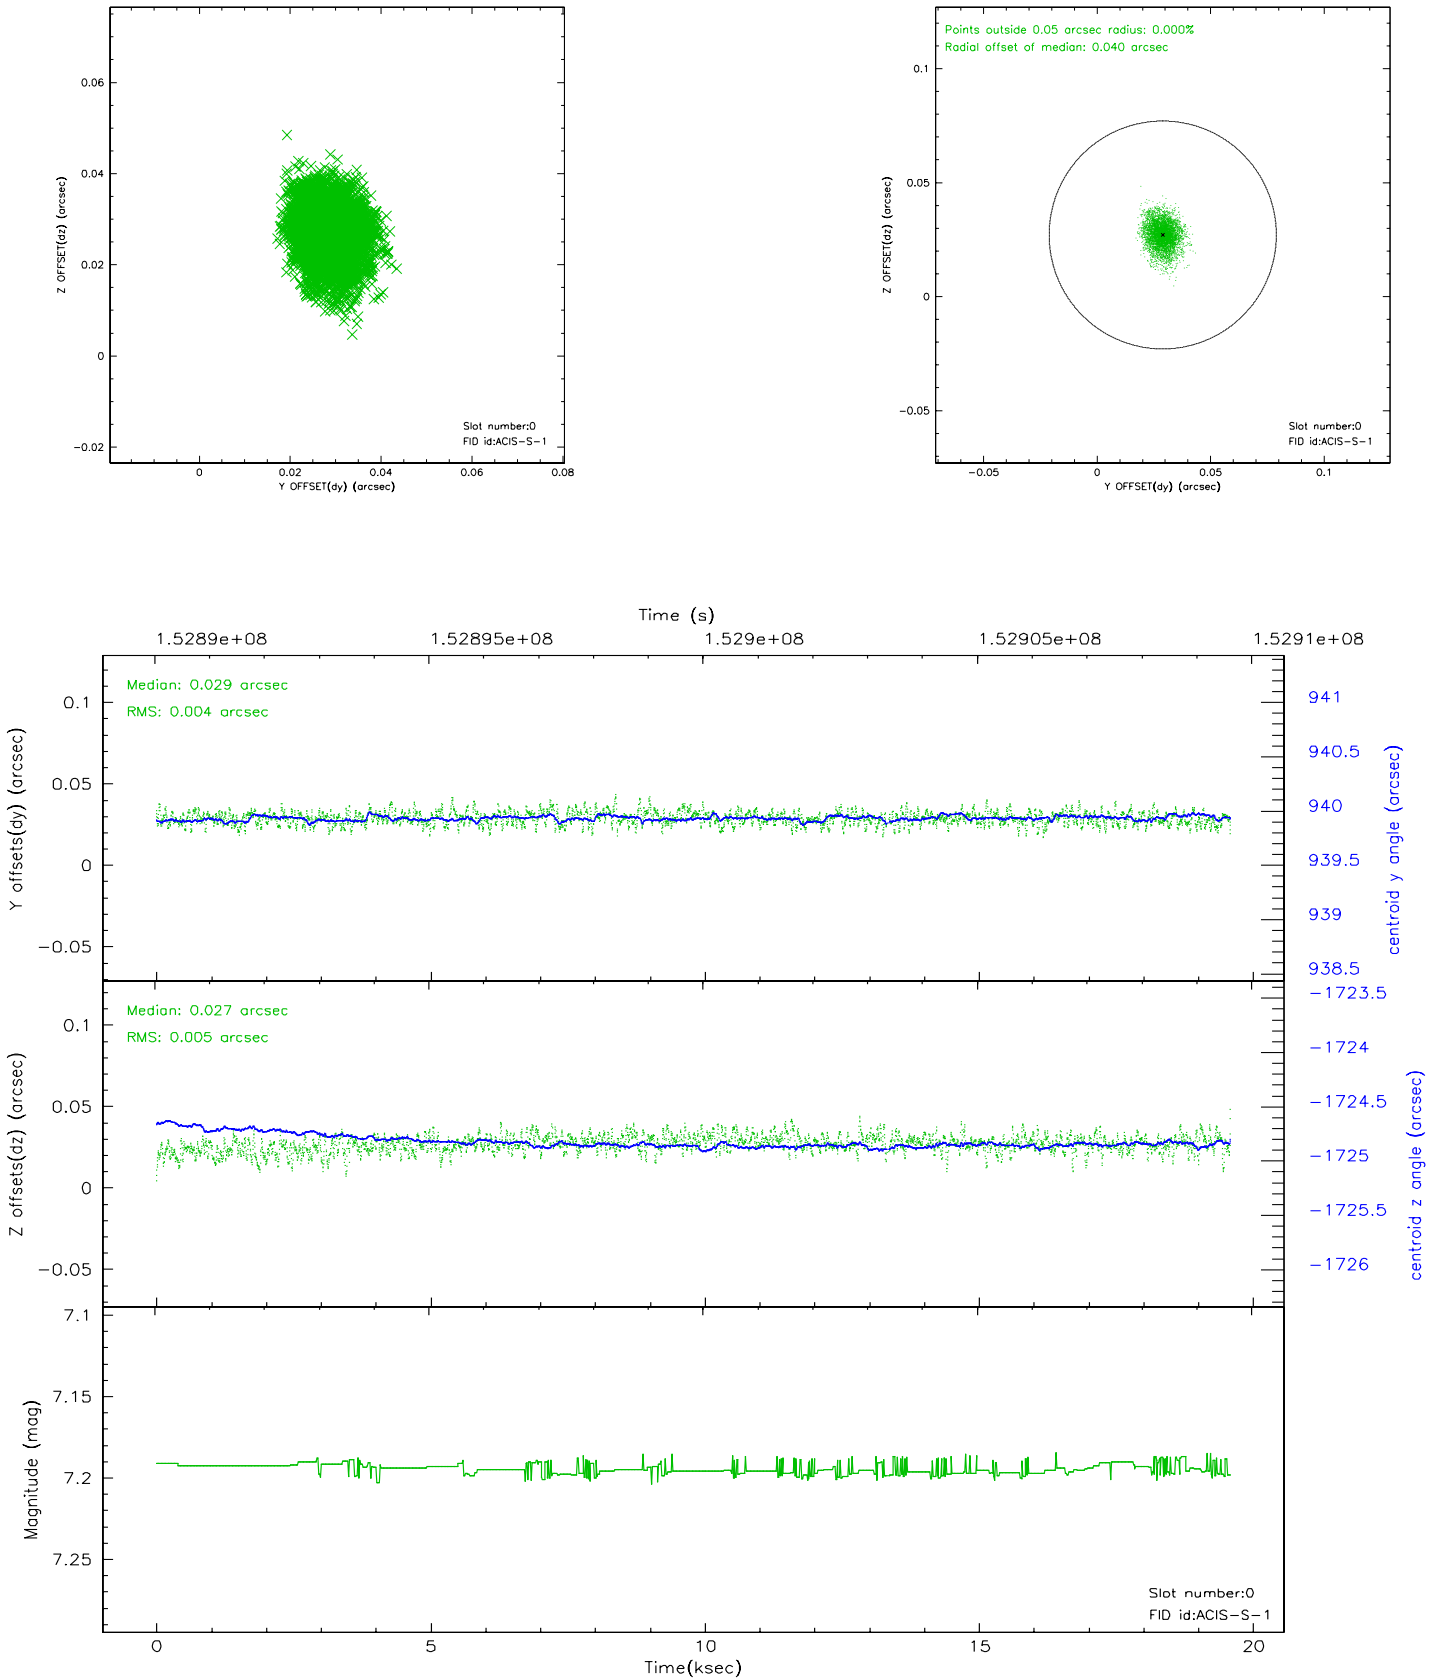 0.06
0.04
0.02
0
−0.02
Z OFFSET(dz) (arcsec)
Slot number:0
FID id:ACIS−S−1
0
0.02
0.04
0.06
0.08
Y OFFSET(dy) (arcsec)
Points outside 0.05 arcsec radius: 0.000%
Radial offset of median: 0.040 arcsec
0.1
0.05
0
−0.05
Z OFFSET(dz) (arcsec)
Slot number:0
FID id:ACIS−S−1
−0.05
0
0.05
0.1
Y OFFSET(dy) (arcsec)
Time (s)
1.5289e+08
1.52895e+08
1.529e+08
1.52905e+08
1.5291e+08
Median: 0.029 arcsec
RMS: 0.004 arcsec
0.1
0.05
0
−0.05
Y offsets(dy) (arcsec)
941
940.5
940
939.5
939
938.5
centroid y angle (arcsec)
Median: 0.027 arcsec
RMS: 0.005 arcsec
0.1
0.05
0
−0.05
Z offsets(dz) (arcsec)
−1723.5
−1724
−1724.5
−1725
−1725.5
−1726
centroid z angle (arcsec)
7.1
7.15
7.2
7.25
Magnitude (mag)
Slot number:0
FID id:ACIS−S−1
0
5
10
15
20
Time(ksec)